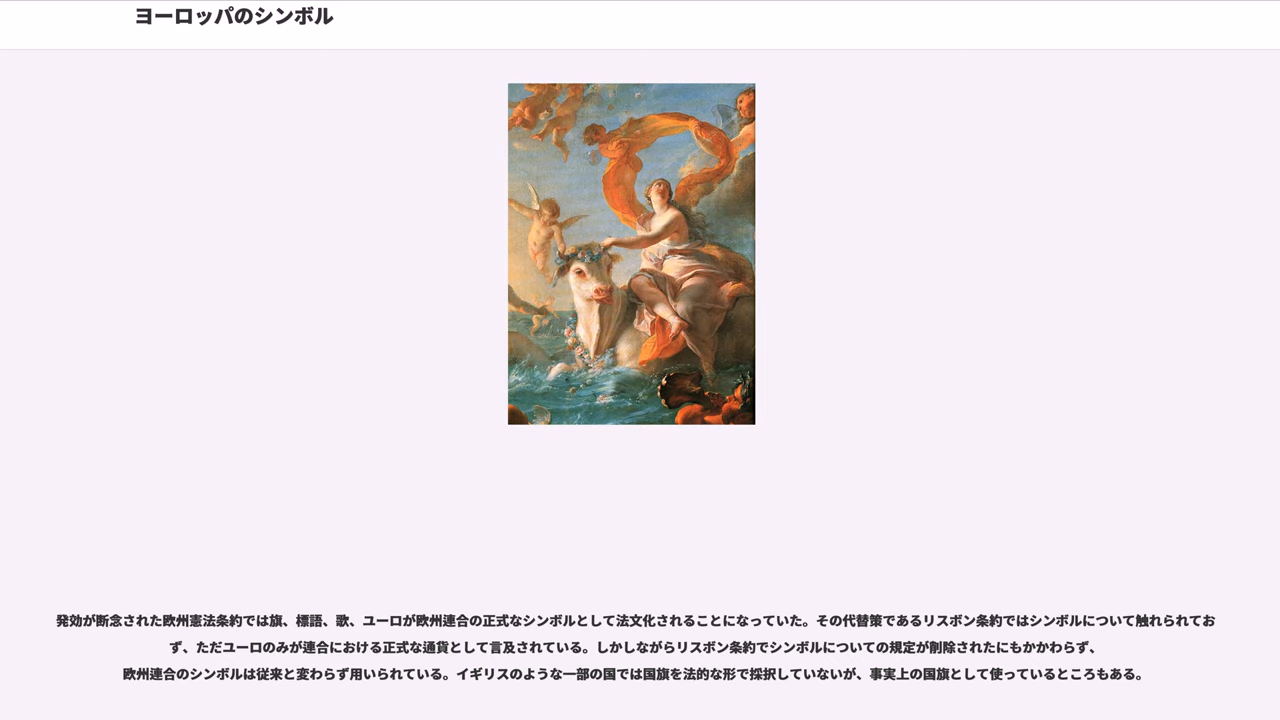 ヨーロッパのシンボル
発効が断念された欧州憲法条約では旗、標語、歌、ユーロが欧州連合の正式なシンボルとして法文化されることになっていた。その代替策であるリスボン条約ではシンボルについて触れられてお
ず、ただユーロのみが連合における正式な通貨として言及されている。しかしながらリスボン条約でシンボルについての規定が削除されたにもかかわらず、
欧州連合のシンボルは従来と変わらず用いられている。イギリスのような一部の国では国旗を法的な形で採択していないが、事実上の国旗として使っているところもある。